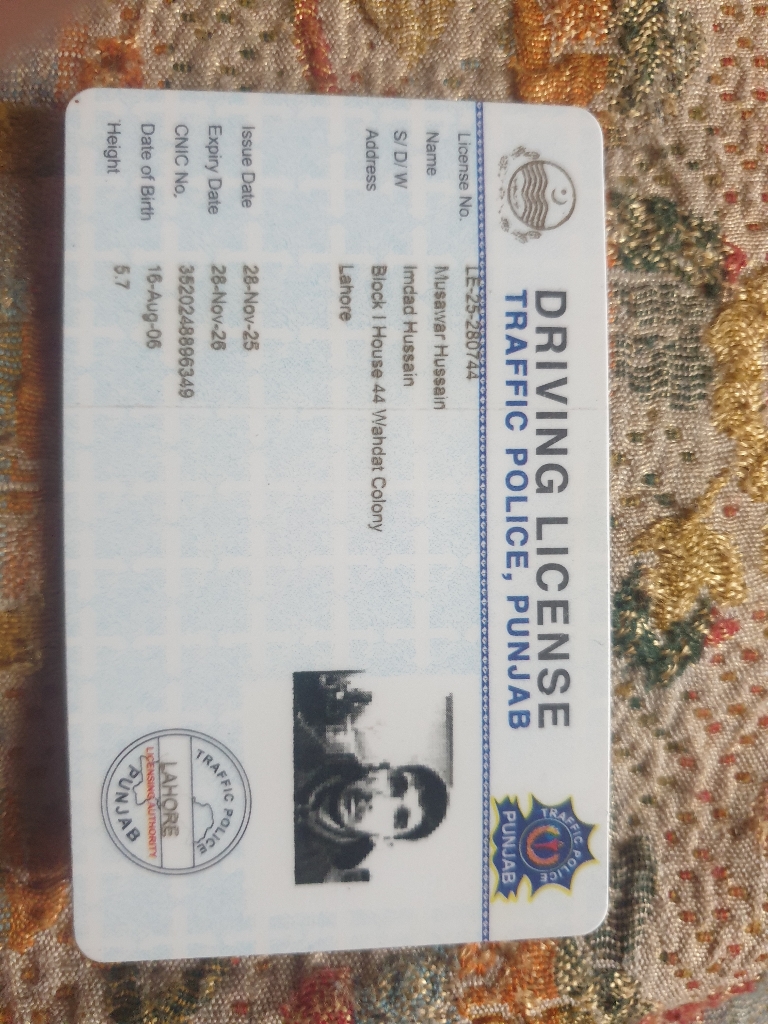 DRIVING LICENSE
TRAFFIC POLICE, PUNJAB
TRAFFIC POLICE
PUNJAB
License No. LE-25-280744
Name Musawar Hussain
S/ D/ W Imdad Hussain
Address Block I House 44 Wahdat Colony
Lahore
Issue Date 28-Nov-25
Expiry Date 28-Nov-26
CNIC No, 3520248896349
Date of Birth 16-Aug-06
Height 5.7
TRAFFIC POLICE
LAHORE
LICENSING AUTHORITY
PUNJAB